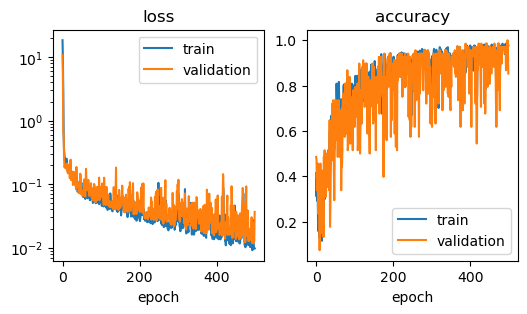 loss
10¹
10⁰
10⁻¹
10⁻²
train
validation
0
200
400
epoch
accuracy
1.0
0.8
0.6
0.4
0.2
train
validation
0
200
400
epoch